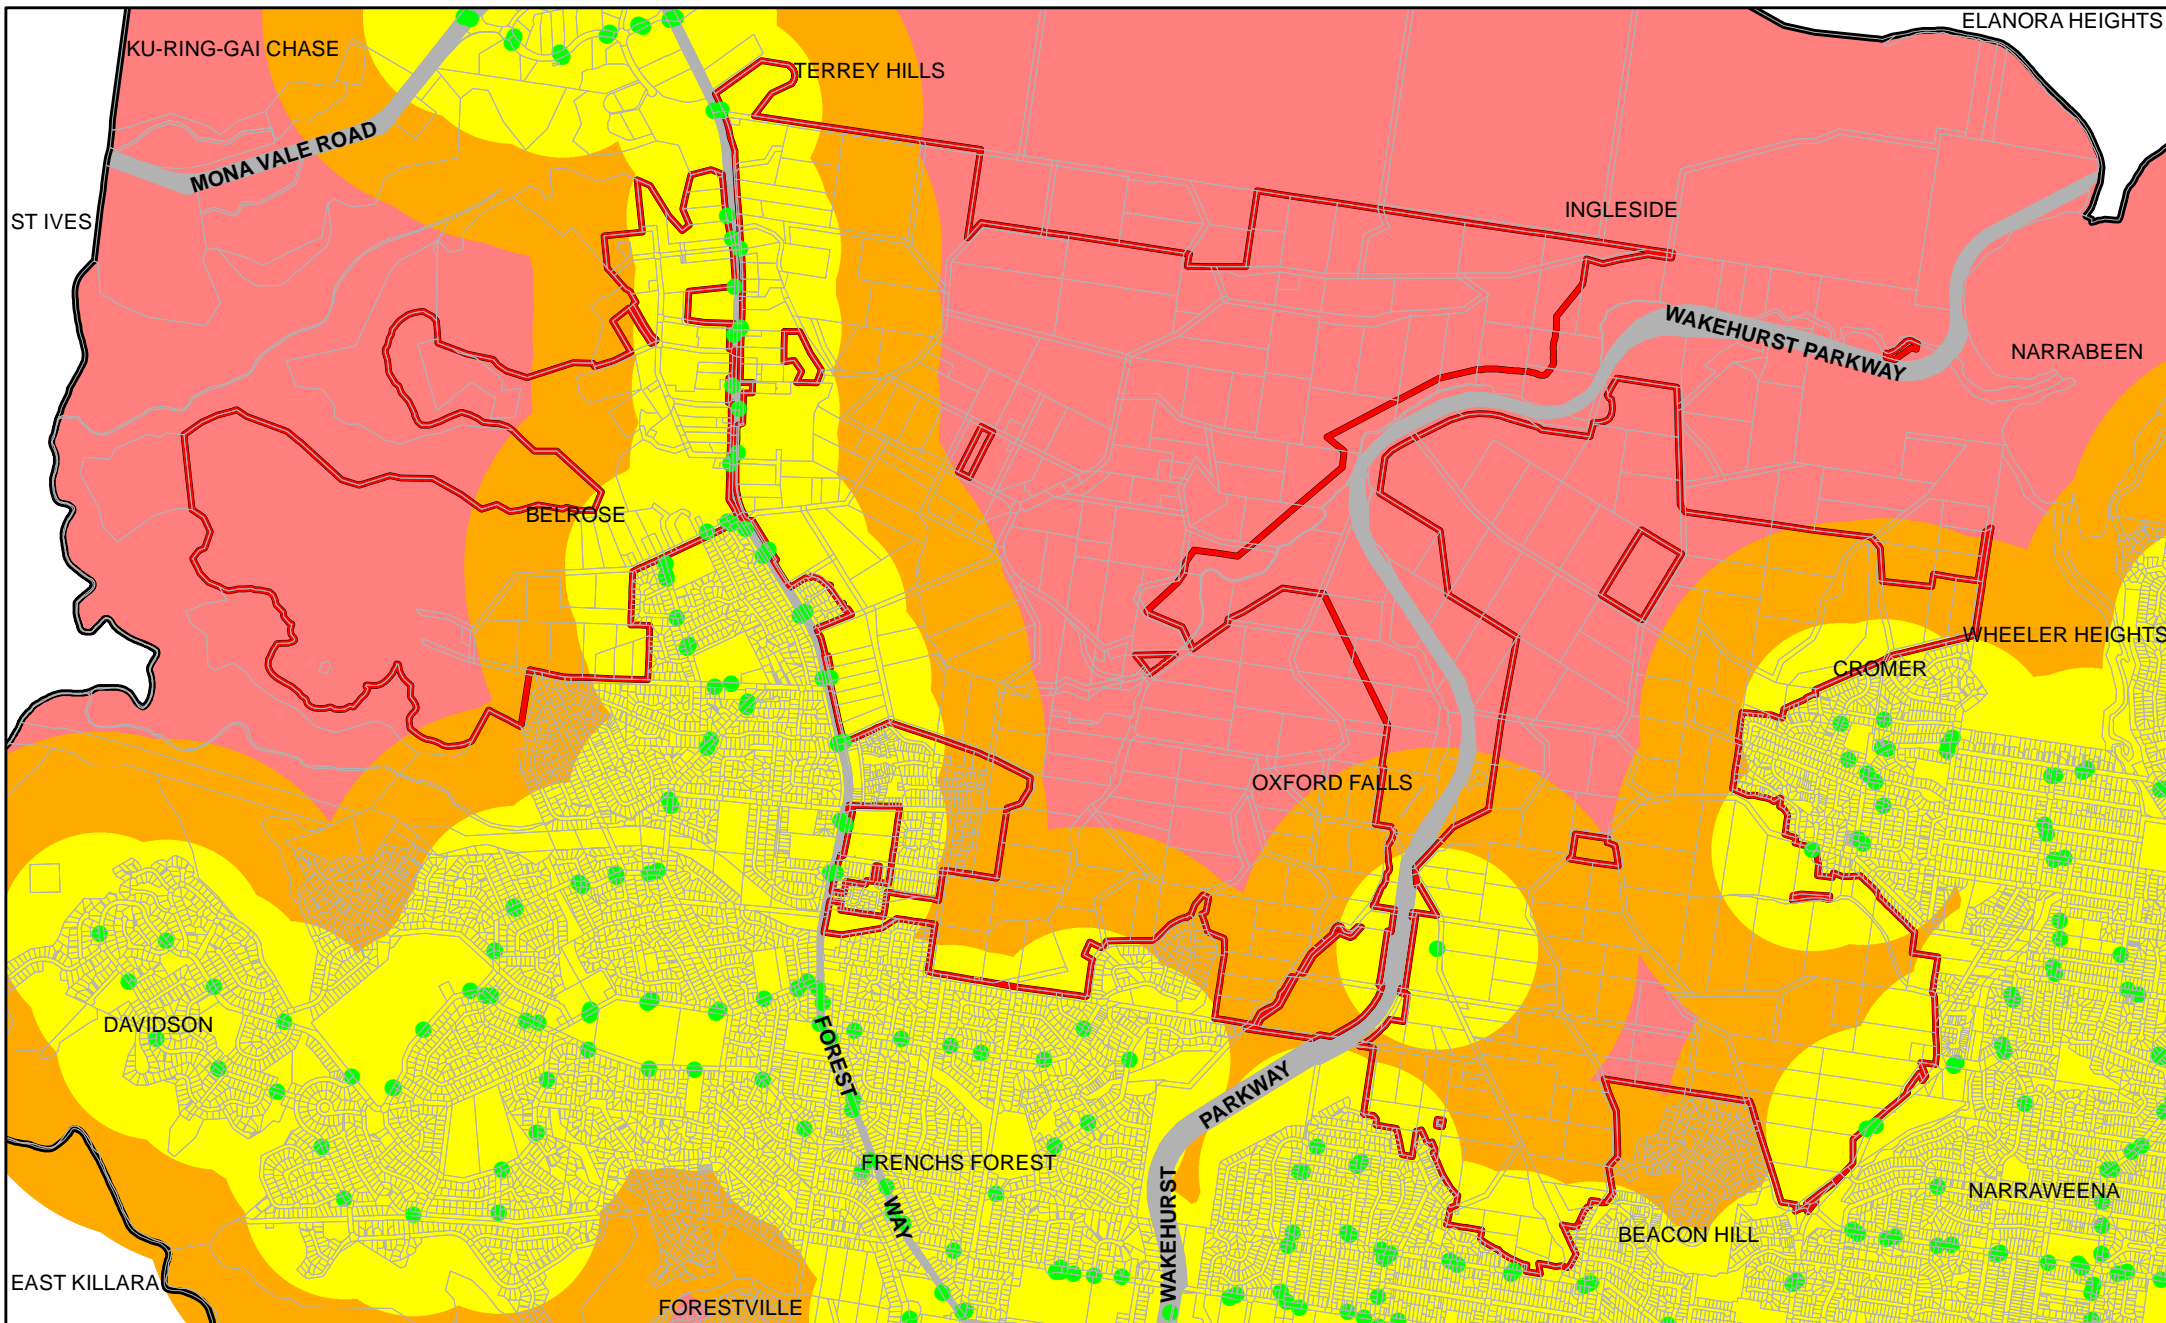 ELANORA HEIGHTS
KU-RING-GAI CHASE
TERREY HILLS
MONA VALE ROAD
ST IVES
INGLESIDE
WAKEHURST PARKWAY
NARRABEEN
BELROSE
WHEELER HEIGHTS
CROMER
OXFORD FALLS
DAVIDSON
FOREST
WAY
PARKWAY
WAKEHURST
FRENCHS FOREST
NARRAWEENA
BEACON HILL
EAST KILLARA
FORESTVILLE